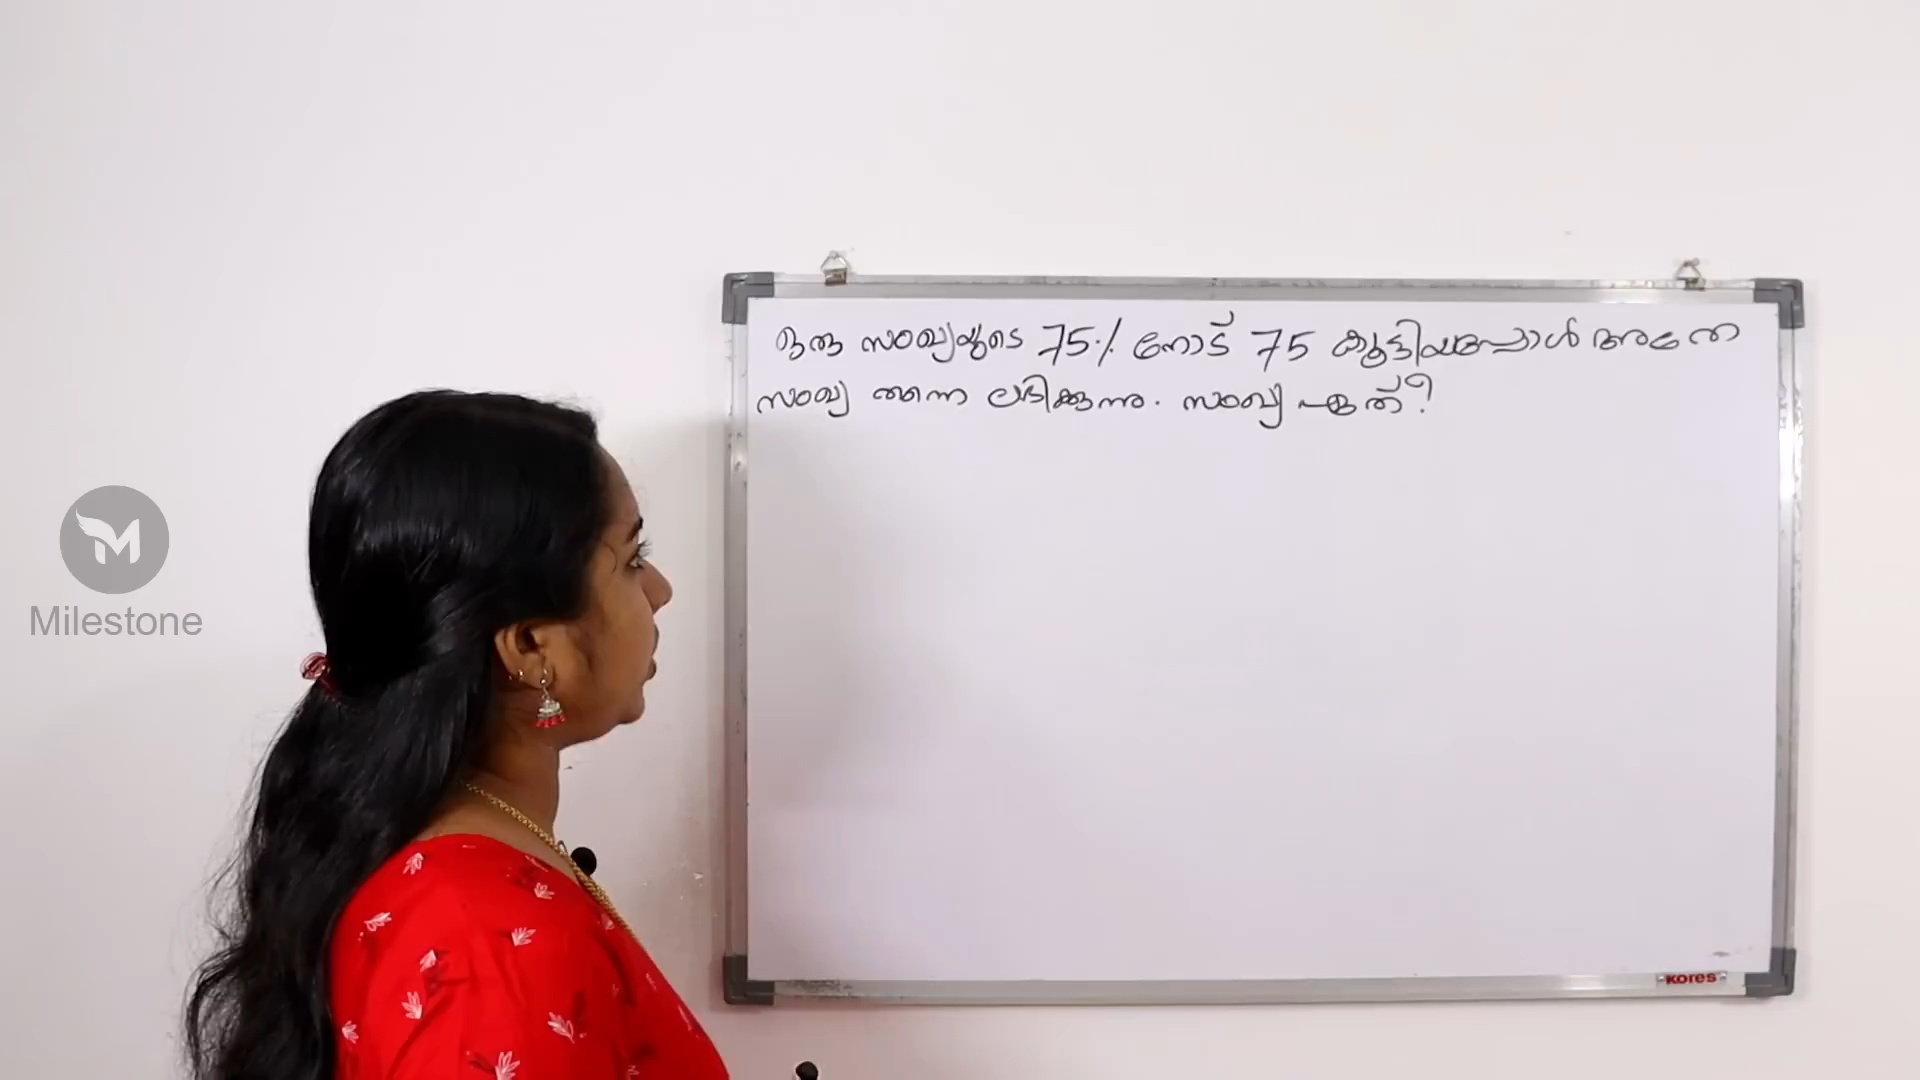 ഒരു സംഖ്യയുടെ 75% നോട് 75 കൂട്ടിയപ്പോൾ അതേ
സംഖ്യ തന്നെ ലഭിക്കുന്നു. സംഖ്യ ഏത്?
M
Milestone
KORES